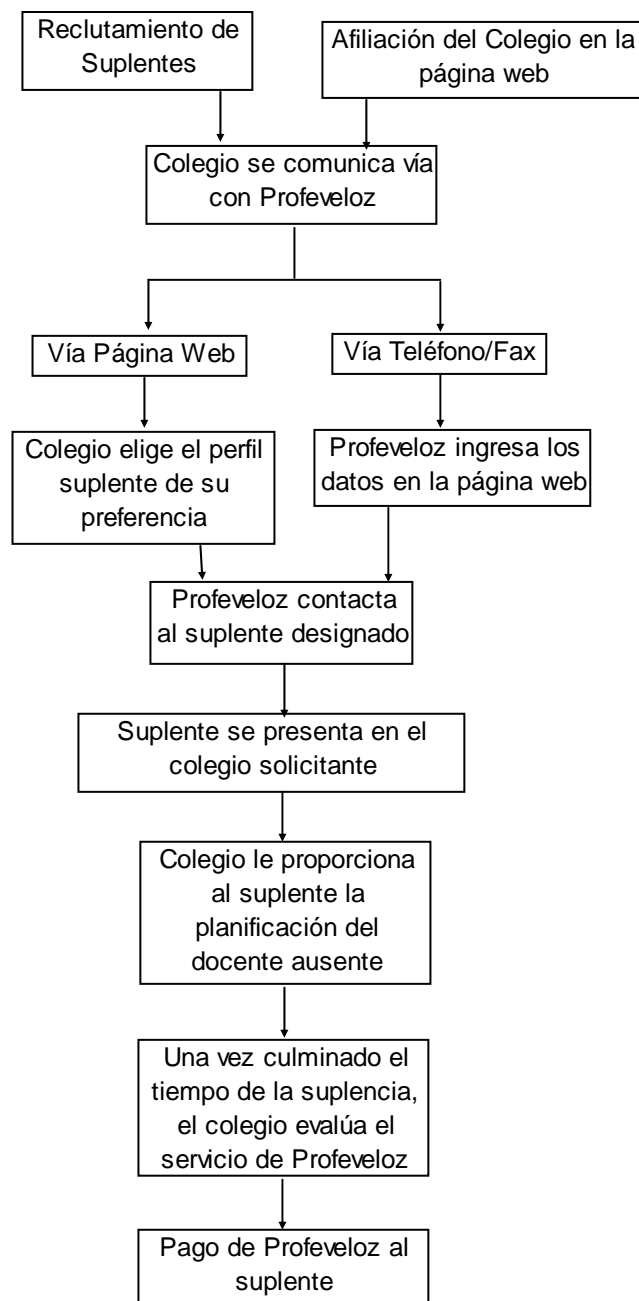 Reclutamiento de
Suplentes
Afiliación del Colegio en la
página web
Colegio se comunica vía
con Profeveloz
Vía Página Web
Vía Teléfono/Fax
Colegio elige el perfil
suplente de su
preferencia
Profeveloz ingresa los
datos en la página web
Profeveloz contacta
al suplente designado
Suplente se presenta en el
colegio solicitante
Colegio le proporciona
al suplente la
planificación del
docente ausente
Una vez culminado el
tiempo de la suplencia,
el colegio evalúa el
servicio de Profeveloz
Pago de Profeveloz al
suplente